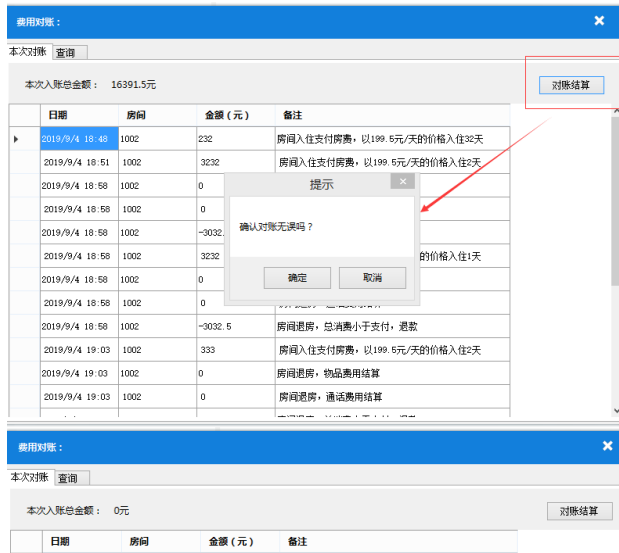 费用对账：
本次对账 查询
本次入账总金额： 16391.5元 对账结算
日期 房间 金额（元） 备注
2019/9/4 18:48 1002 232 房间入住支付房费，以199.5元/天的价格入住32天
2019/9/4 18:51 1002 3232 房间入住支付房费，以199.5元/天的价格入住2天
2019/9/4 18:58 1002 0
提示
2019/9/4 18:58 1002 0
确认对账无误吗？
2019/9/4 18:58 1002 -3032.
2019/9/4 18:58 1002 3232 的价格入住1天
2019/9/4 18:58 1002 0
确定 取消
2019/9/4 18:58 1002 0
2019/9/4 18:58 1002 -3032.5 房间退房，总消费小于支付，退款
2019/9/4 19:03 1002 333 房间入住支付房费，以199.5元/天的价格入住2天
2019/9/4 19:03 1002 0 房间退房，物品费用结算
2019/9/4 19:03 1002 0 房间退房，通话费用结算
费用对账：
本次对账 查询
本次入账总金额： 0元 对账结算
日期 房间 金额（元） 备注